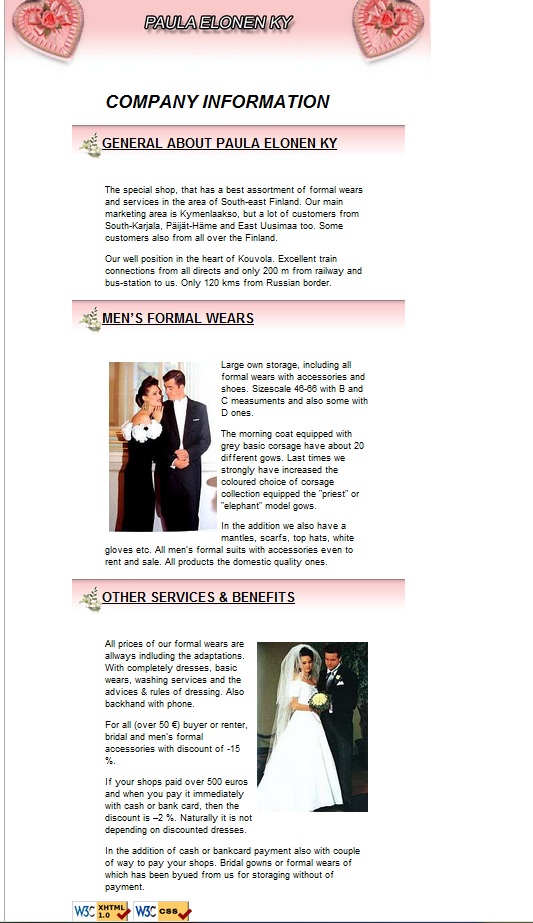 PAULA ELONEN KY
COMPANY INFORMATION
GENERAL ABOUT PAULA ELONEN KY
The special shop, that has a best assortment of formal wears
and services in the area of South-east Finland. Our main
marketing area is Kymenlaakso, but a lot of customers from
South-Karjala, Päijät-Häme and East Uusimaa too. Some
customers also from all over the Finland.
Our well position in the heart of Kouvola. Excellent train
connections from all directs and only 200 m from railway and
bus-station to us. Only 120 kms from Russian border.
MEN'S FORMAL WEARS
Large own storage, including all
formal wears with accessories and
shoes. Sizescale 46-66 with B and
C measuments and also some with
D ones.
The morning coat equipped with
grey basic corsage have about 20
different gows. Last times we
strongly have increased the
coloured choice of corsage
collection equipped the "priest" or
"elephant" model gows.
In the addition we also have a
mantles, scarfs, top hats, white
gloves etc. All men's formal suits with accessories even to
rent and sale. All products the domestic quality ones.
OTHER SERVICES & BENEFITS
All prices of our formal wears are
allways indluding the adaptations.
With completely dresses, basic
wears, washing services and the
advices & rules of dressing. Also
backhand with phone.
For all (over 50 €) buyer or renter,
bridal and men's formal
accessories with discount of -15
%.
If your shops paid over 500 euros
and when you pay it immediately
with cash or bank card, then the
discount is –2 %. Naturally it is not
depending on discounted dresses.
In the addition of cash or bankcard payment also with couple
of way to pay your shops. Bridal gowns or formal wears of
which has been byued from us for storaging without of
payment.
W3C XHTML 1.0 W3C CSS